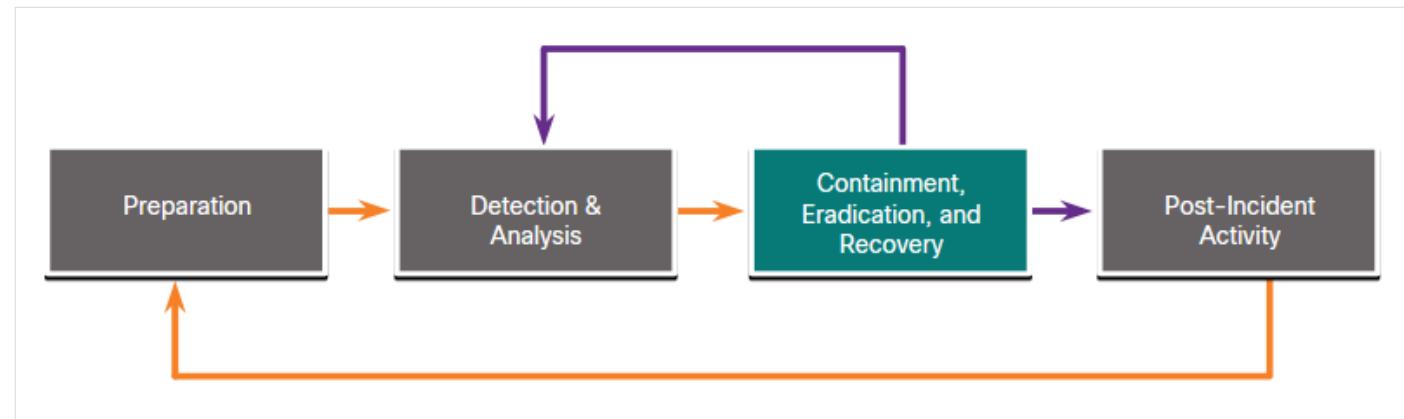 Preparation
Detection &
Analysis
Containment,
Eradication, and
Recovery
Post-Incident
Activity